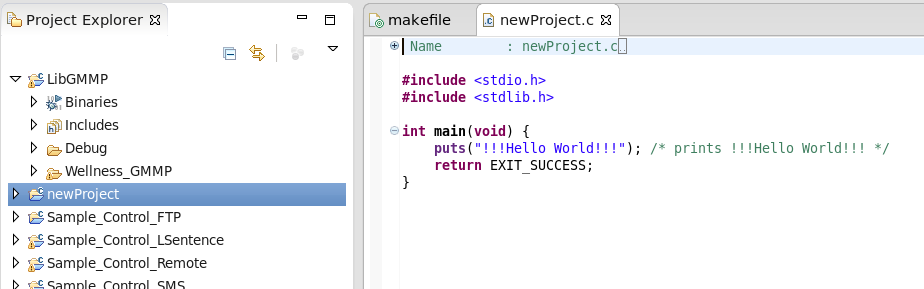 Project Explorer
LibGMMP
Binaries
Includes
Debug
Wellness_GMMP
newProject
Sample_Control_FTP
Sample_Control_LSentence
Sample_Control_Remote
Sample_Control_SMS
makefile
newProject.c
Name : newProject.c
#include <stdio.h>
#include <stdlib.h>
int main(void) {
puts("!!!Hello World!!!"); /* prints !!!Hello World!!! */
return EXIT_SUCCESS;
}